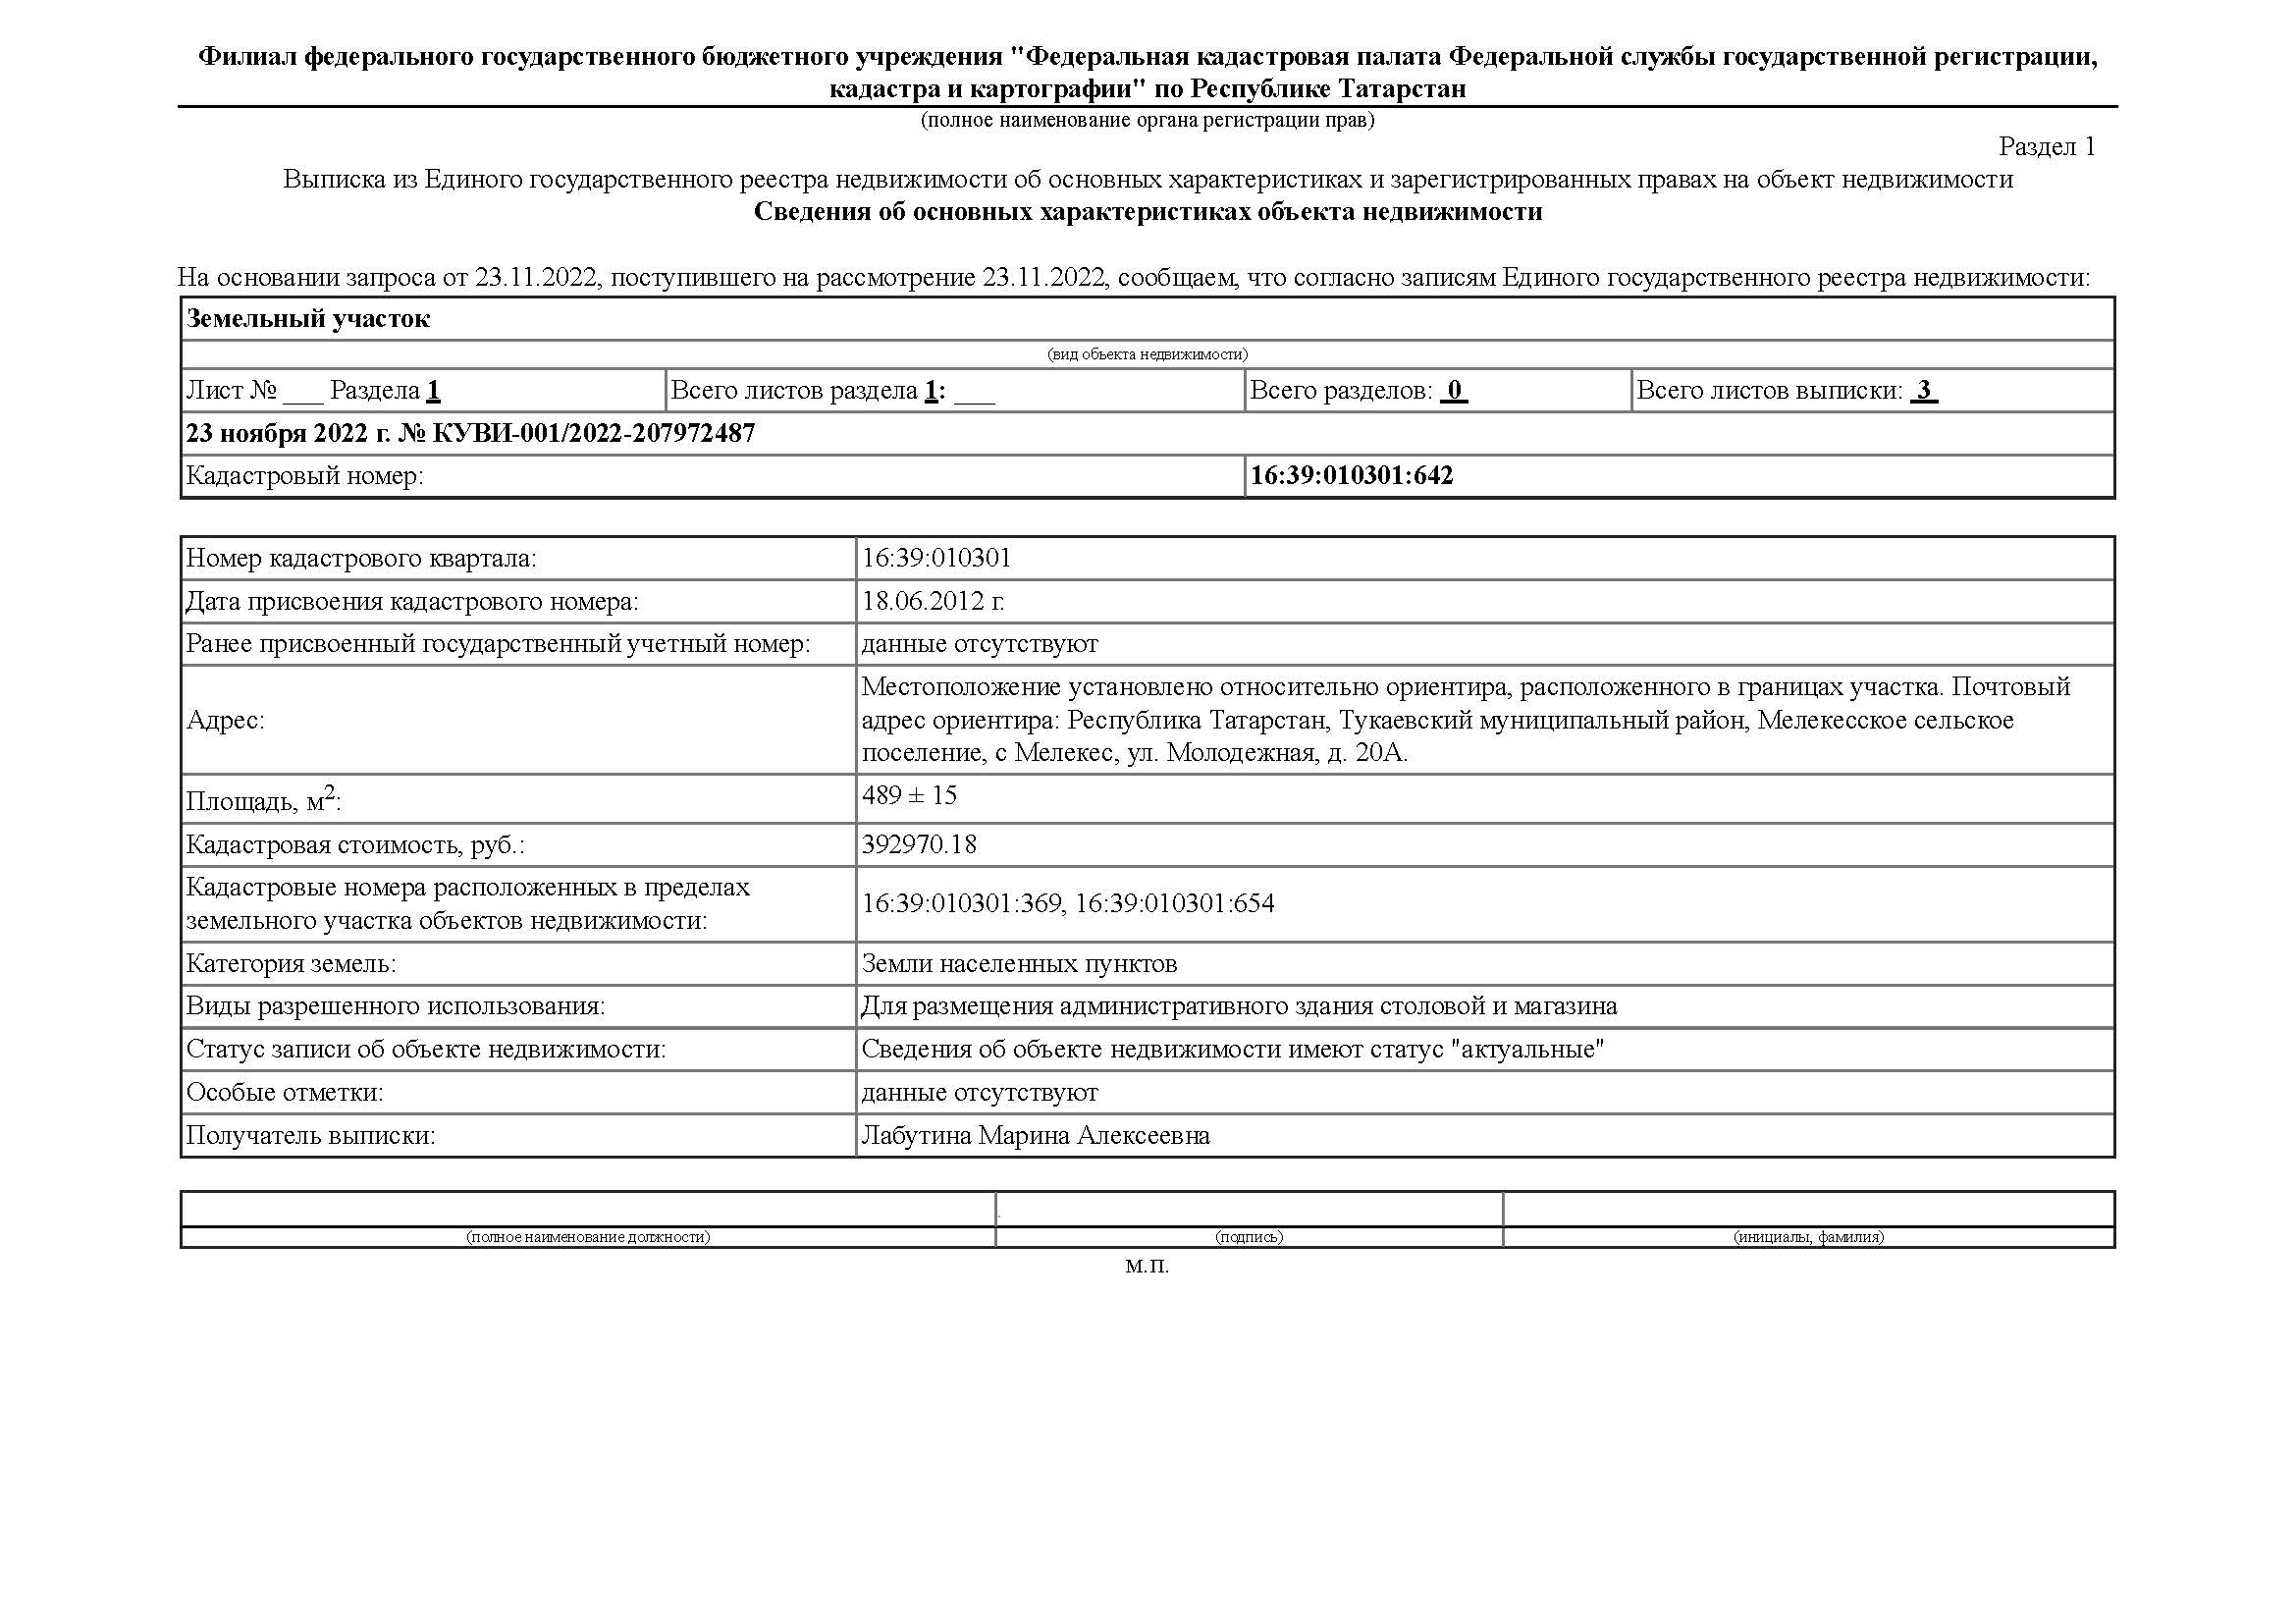 Филиал федерального государственного бюджетного учреждения "Федеральная кадастровая палата Федеральной службы государственной регистрации,
кадастра и картографии" по Республике Татарстан
(полное наименование органа регистрации прав)
Раздел 1
Выписка из Единого государственного реестра недвижимости об основных характеристиках и зарегистрированных правах на объект недвижимости
Сведения об основных характеристиках объекта недвижимости
На основании запроса от 23.11.2022, поступившего на рассмотрение 23.11.2022, сообщаем, что согласно записям Единого государственного реестра недвижимости:
Земельный участок
(вид объекта недвижимости)
Лист № ___ Раздела 1 Всего листов раздела 1: ___ Всего разделов: 0 Всего листов выписки: 3
23 ноября 2022 г. № КУВИ-001/2022-207972487
Кадастровый номер: 16:39:010301:642
Номер кадастрового квартала: 16:39:010301
Дата присвоения кадастрового номера: 18.06.2012 г.
Ранее присвоенный государственный учетный номер: данные отсутствуют
Адрес: Местоположение установлено относительно ориентира, расположенного в границах участка. Почтовый
адрес ориентира: Республика Татарстан, Тукаевский муниципальный район, Мелекесское сельское
поселение, с Мелекес, ул. Молодежная, д. 20А.
Площадь, м2: 489 ± 15
Кадастровая стоимость, руб.: 392970.18
Кадастровые номера расположенных в пределах
земельного участка объектов недвижимости: 16:39:010301:369, 16:39:010301:654
Категория земель: Земли населенных пунктов
Виды разрешенного использования: Для размещения административного здания столовой и магазина
Статус записи об объекте недвижимости: Сведения об объекте недвижимости имеют статус "актуальные"
Особые отметки: данные отсутствуют
Получатель выписки: Лабутина Марина Алексеевна
(полное наименование должности) (подпись) (инициалы, фамилия)
М.П.